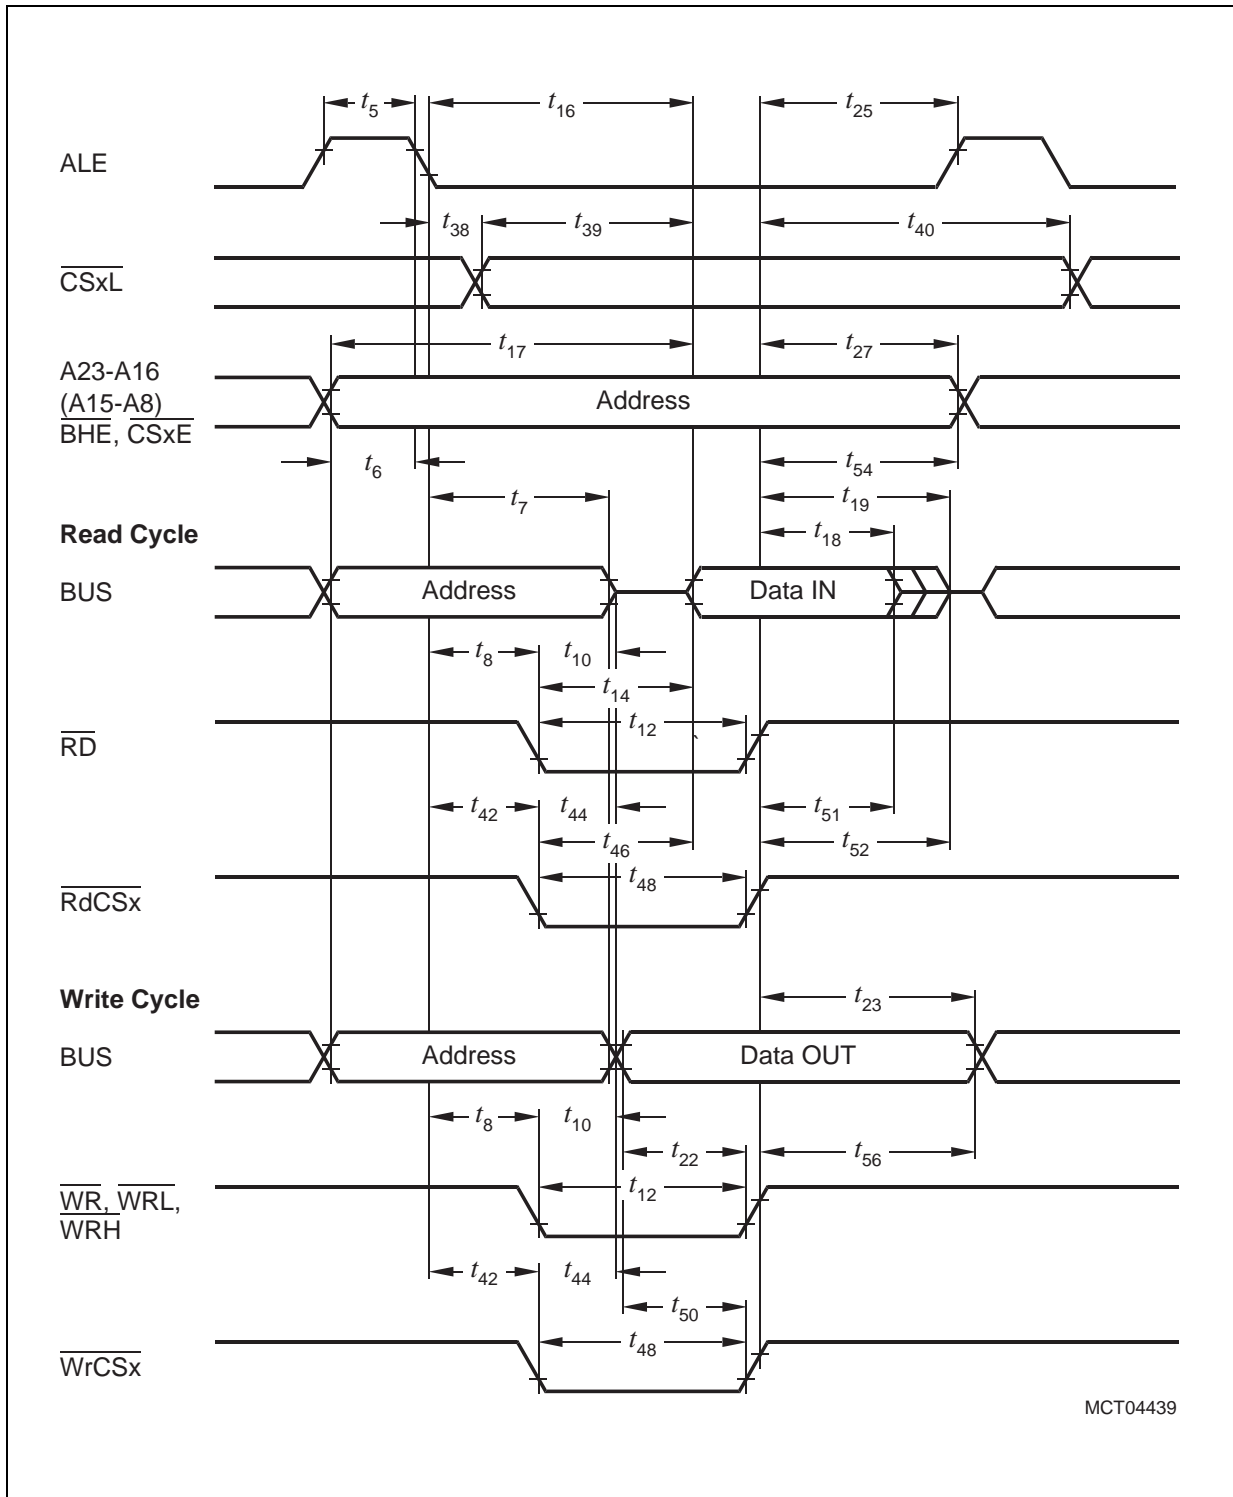 t5 t16 t25
ALE
t38 t39 t40
CSxL
t17 t27
A23-A16
(A15-A8)
BHE, CSxE
Address
t6 t54
t7 t19
Read Cycle
t18
BUS Address Data IN
t8 t10
t14
t12
RD
t42 t44 t51
t46 t52
t48
RdCSx
Write Cycle
t23
BUS Address Data OUT
t8 t10
t22 t56
t12
WR, WRL,
WRH
t42 t44
t50
t48
WrCSx
MCT04439